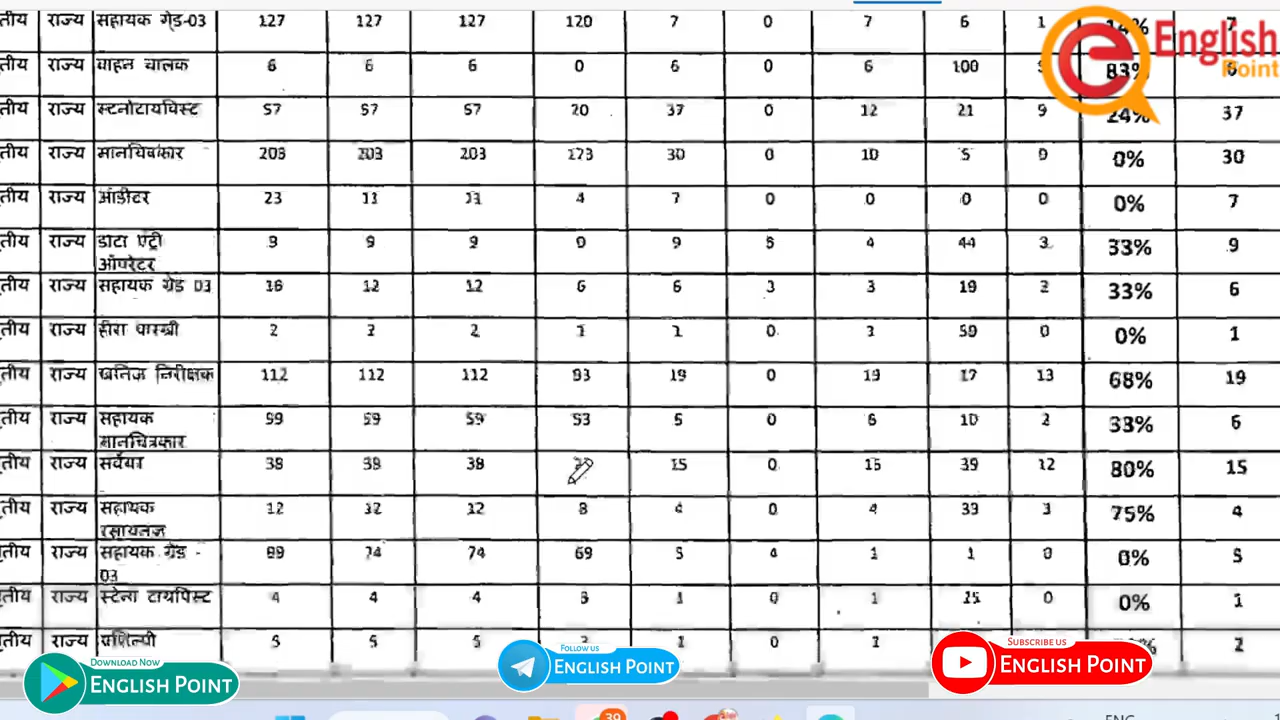 तीय राज्य सहायक ग्रेड-03 127 127 127 120 7 0 7 6 1 7
तीय राज्य वाहन चालक 6 6 6 0 6 0 6 100 83%
तीय राज्य स्टेनोटायपिस्ट 57 57 57 20 37 0 12 21 9 24% 37
तीय राज्य मानचित्रकार 203 203 203 173 30 0 10 5 0 0% 30
तीय राज्य ऑडीटर 23 11 11 4 7 0 0 0 0 0% 7
तीय राज्य डाटा एंट्री 9 9 9 0 9 5 4 44 3 33% 9
ऑपरेटर
तीय राज्य सहायक ग्रेड 03 16 12 12 6 6 3 3 19 2 33% 6
तीय राज्य हीरा पारखी 2 2 2 1 1 0 59 0 0% 1
तीय राज्य खनिज निरीक्षक 112 112 112 93 19 0 19 17 13 68% 19
तीय राज्य सहायक 59 59 59 53 6 0 6 10 2 33% 6
मानचित्रकार
तीय राज्य सर्वेयर 38 38 38 15 0 15 39 12 80% 15
तीय राज्य सहायक 12 12 12 8 4 0 4 33 3 75% 4
रसायनज्ञ
तीय राज्य सहायक ग्रेड - 74 74 69 5 4 1 1 0 0% 5
03
तीय राज्य स्टेनो टायपिस्ट 4 4 4 3 1 0 1 25 0 0% 1
तीय राज्य 5 5 5 1 0 1 2
English
Point
Download Now
English Point
Follow us
English Point
Subscribe us
English Point
39
ENG